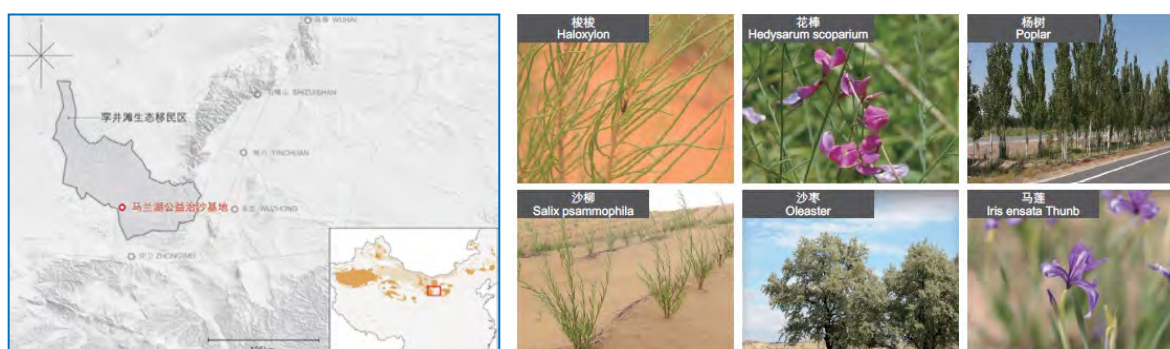 乌海 WUHAI
石嘴山 SHIZUISHAN
孪井滩生态移民区
银川 YINCHUAN
马兰湖公益治沙基地
吴忠 WUZHONG
中卫 ZHONGWEI
梭梭
Haloxylon
花棒
Hedysarum scoparium
杨树
Poplar
沙柳
Salix psammophila
沙枣
Oleaster
马莲
Iris ensata Thunb